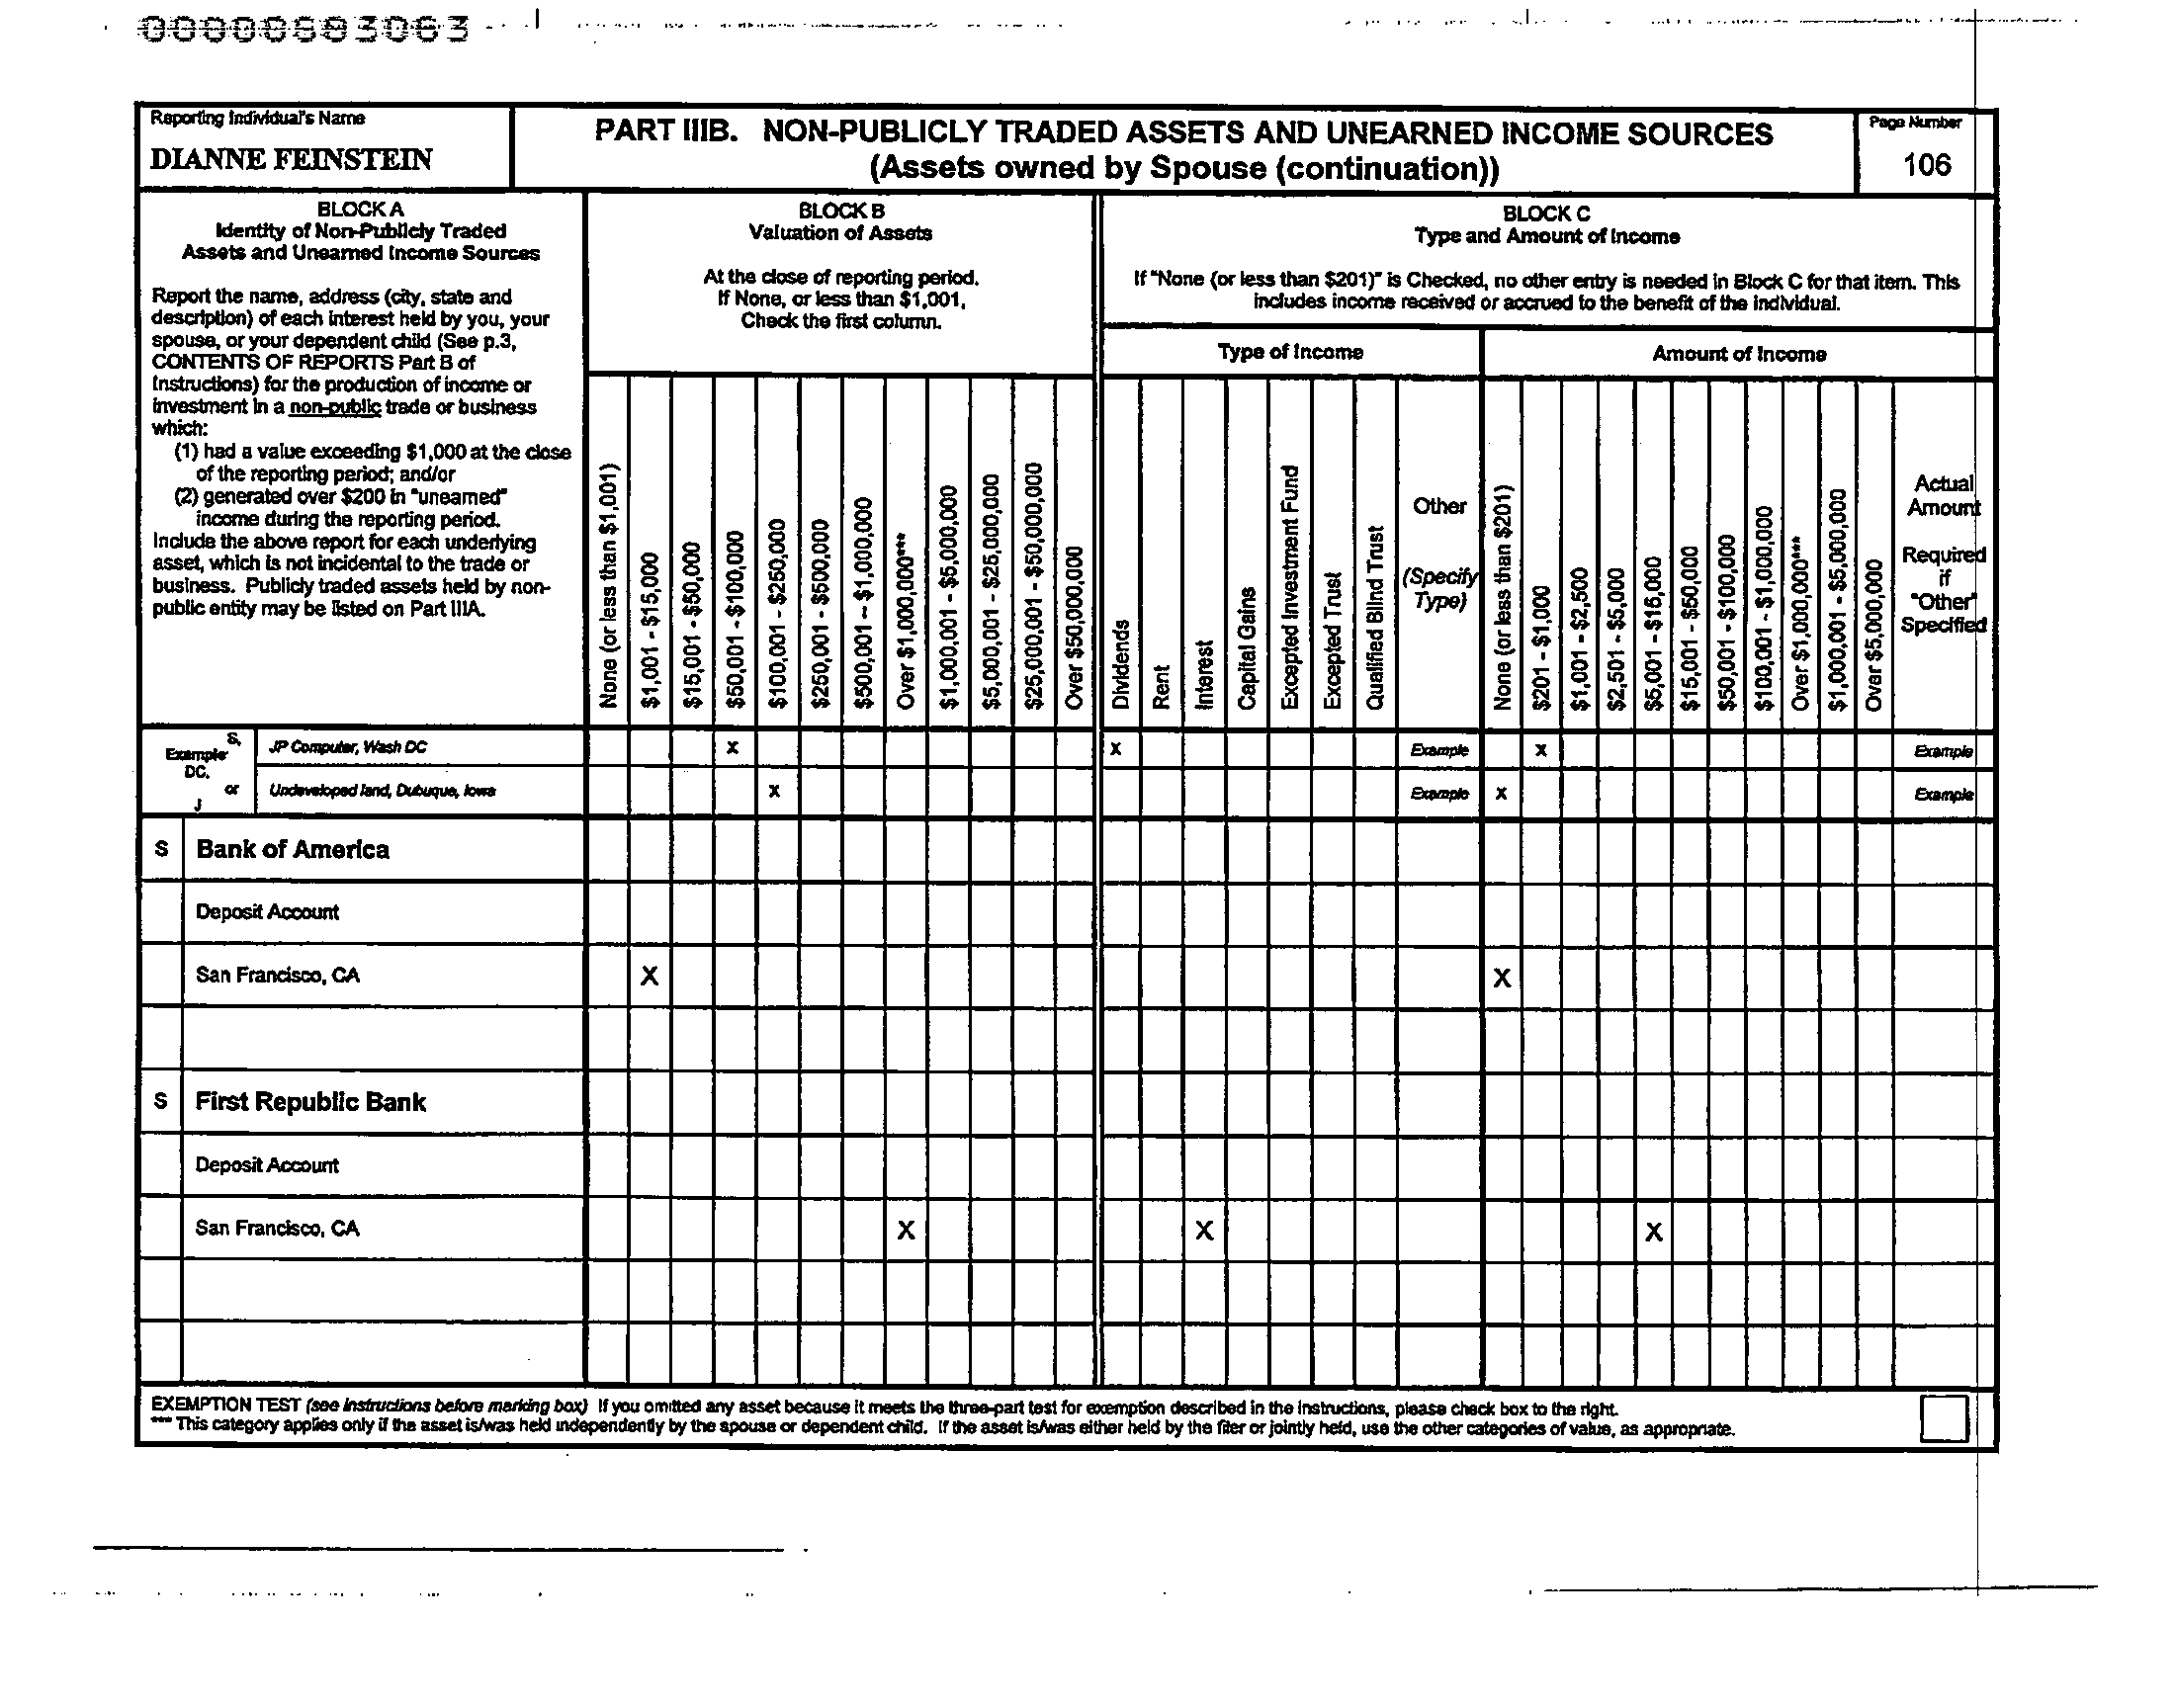 00000883063
Reporting Individual's Name
DIANNE FEINSTEIN
PART IIIB. NON-PUBLICLY TRADED ASSETS AND UNEARNED INCOME SOURCES
(Assets owned by Spouse (continuation))
Page Number
106
BLOCK A
Identity of Non-Publicly Traded
Assets and Unearned Income Sources
Report the name, address (city, state and
description) of each interest held by you, your
spouse, or your dependent child (See p.3,
CONTENTS OF REPORTS Part B of
Instructions) for the production of income or
investment in a non-public trade or business
which:
(1) had a value exceeding $1,000 at the close
of the reporting period; and/or
(2) generated over $200 in "unearned"
income during the reporting period.
Include the above report for each underlying
asset, which is not incidental to the trade or
business. Publicly traded assets held by non-
public entity may be listed on Part IIIA.
BLOCK B
Valuation of Assets
At the close of reporting period.
If None, or less than $1,001,
Check the first column.
None (or less than $1,001)
$1,001 - $15,000
$15,001 - $50,000
$50,001 - $100,000
$100,001 - $250,000
$250,001 - $500,000
$500,001 - $1,000,000
Over $1,000,000***
$1,000,001 - $5,000,000
$5,000,001 - $25,000,000
$25,000,001 - $50,000,000
Over $50,000,000
BLOCK C
Type and Amount of Income
If "None (or less than $201)" is Checked, no other entry is needed in Block C for that item. This
includes income received or accrued to the benefit of the individual.
Type of Income
Dividends
Rent
Interest
Capital Gains
Excepted Investment Fund
Excepted Trust
Qualified Blind Trust
Other
(Specify
Type)
Amount of Income
None (or less than $201)
$201 - $1,000
$1,001 - $2,500
$2,501 - $5,000
$5,001 - $15,000
$15,001 - $50,000
$50,001 - $100,000
$100,001 - $1,000,000
Over $1,000,000***
$1,000,001 - $5,000,000
Over $5,000,000
Actual
Amount
Required
if
"Other"
Specified
Example
S,
DC,
or
J
JP Computer, Wash DC X X Example X Example
Undeveloped land, Dubuque, Iowa X Example X Example
S Bank of America
Deposit Account
San Francisco, CA X X
S First Republic Bank
Deposit Account
San Francisco, CA X X X
EXEMPTION TEST (see instructions before marking box) If you omitted any asset because it meets the three-part test for exemption described in the instructions, please check box to the right.
*** This category applies only if the asset is/was held independently by the spouse or dependent child. If the asset is/was either held by the filer or jointly held, use the other categories of value, as appropriate.